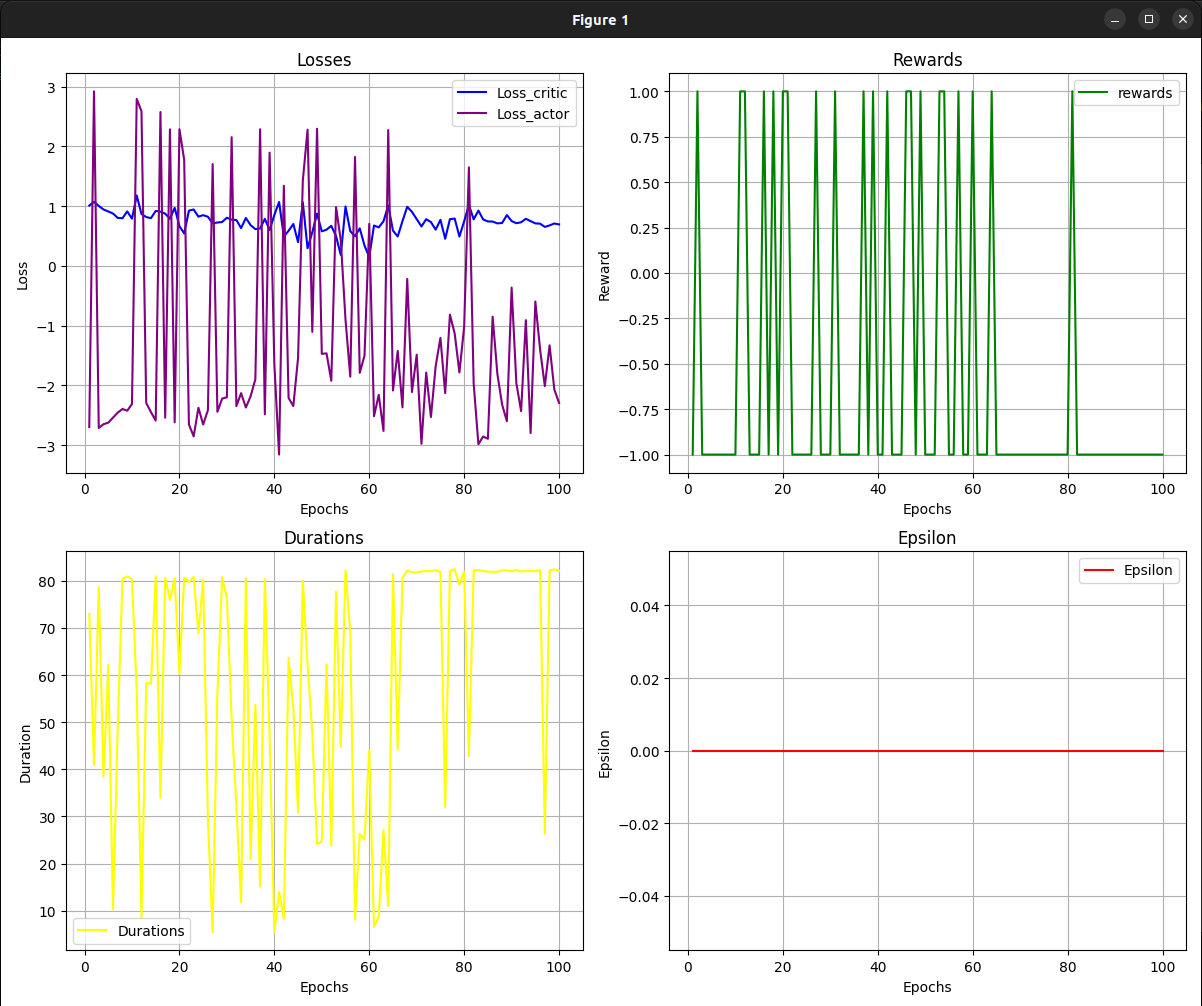 Figure 1
Losses
Loss_critic
Loss_actor
3
2
1
0
−1
−2
−3
Loss
0 20 40 60 80 100
Epochs
Rewards
rewards
1.00
0.75
0.50
0.25
0.00
−0.25
−0.50
−0.75
−1.00
Reward
0 20 40 60 80 100
Epochs
Durations
80
70
60
50
40
30
20
10
Duration
Durations
0 20 40 60 80 100
Epochs
Epsilon
Epsilon
0.04
0.02
0.00
−0.02
−0.04
Epsilon
0 20 40 60 80 100
Epochs